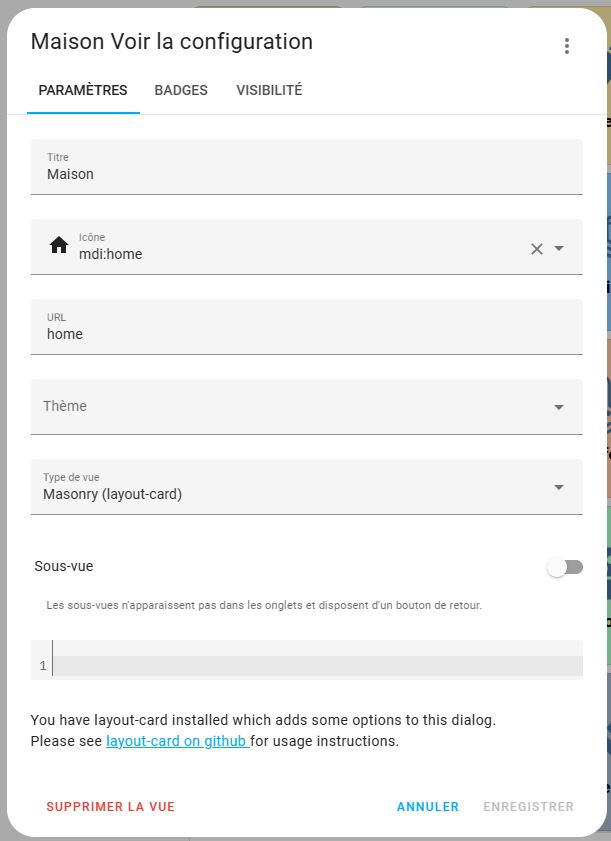 Maison Voir la configuration
PARAMÈTRES BADGES VISIBILITÉ
Titre
Maison
Icône
mdi:home
URL
home
Thème
Type de vue
Masonry (layout-card)
Sous-vue
Les sous-vues n'apparaissent pas dans les onglets et disposent d'un bouton de retour.
1
You have layout-card installed which adds some options to this dialog.
Please see layout-card on github for usage instructions.
SUPPRIMER LA VUE ANNULER ENREGISTRER